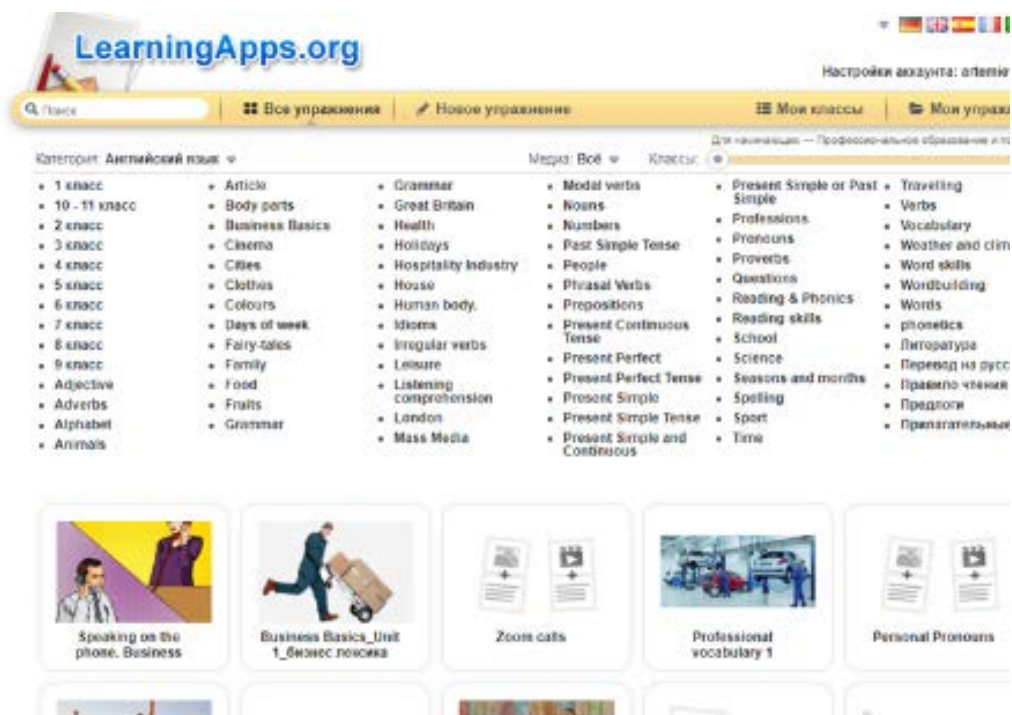 LearningApps.org
Настройки аккаунта: artemie
Поиск
Все упражнения
Новое упражнение
Мои классы
Мои упраж
Для начинающих — Профессиональное образование и по
Категория: Английский язык
Медиа: Всё
Классы:
1 класс
10 - 11 класс
2 класс
3 класс
4 класс
5 класс
6 класс
7 класс
8 класс
9 класс
Adjective
Adverbs
Alphabet
Animals
Article
Body parts
Business Basics
Cinema
Cities
Clothes
Colours
Days of week
Fairy-tales
Family
Food
Fruits
Grammar
Grammar
Great Britain
Health
Holidays
Hospitality Industry
House
Human body.
Idioms
Irregular verbs
Leisure
Listening
comprehension
London
Mass Media
Modal verbs
Nouns
Numbers
Past Simple Tense
People
Phrasal Verbs
Prepositions
Present Continuous
Tense
Present Perfect
Present Perfect Tense
Present Simple
Present Simple Tense
Present Simple and
Continuous
Present Simple or Past
Simple
Professions
Pronouns
Proverbs
Questions
Reading & Phonics
Reading skills
School
Science
Seasons and months
Spelling
Sport
Time
Travelling
Verbs
Vocabulary
Weather and clim
Word skills
Wordbuilding
Words
phonetics
Литература
Перевод на русс
Правило чтения
Предлоги
Прилагательные
Speaking on the
phone. Business
Business Basics_Unit
1_бизнес лексика
Zoom calls
Professional
vocabulary 1
Personal Pronouns